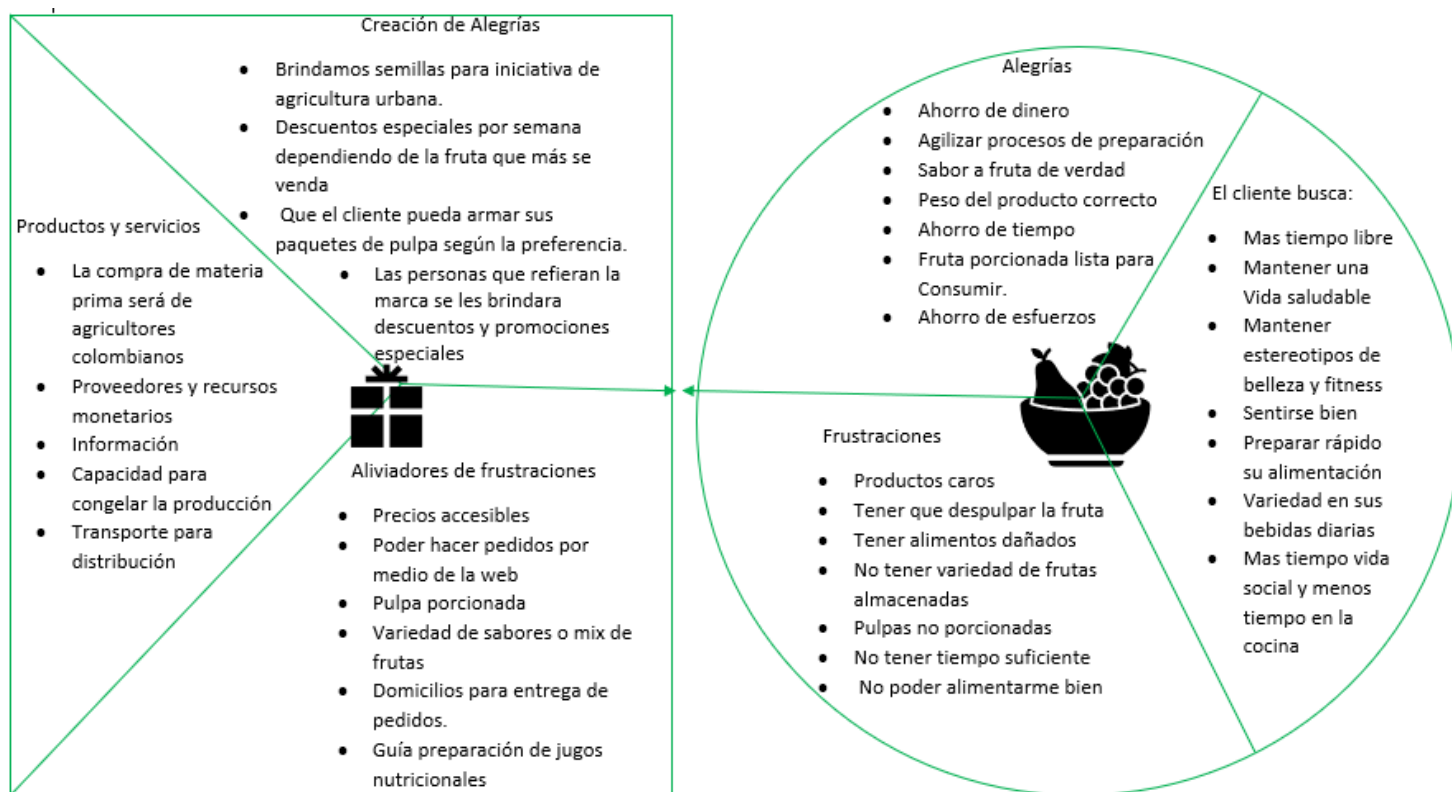 Creación de Alegrías
● Brindamos semillas para iniciativa de
agricultura urbana.
● Descuentos especiales por semana
dependiendo de la fruta que más se
venda
● Que el cliente pueda armar sus
paquetes de pulpa según la preferencia.
● Las personas que refieran la
marca se les brindara
descuentos y promociones
especiales
Productos y servicios
● La compra de materia
prima será de
agricultores
colombianos
● Proveedores y recursos
monetarios
● Información
● Capacidad para
congelar la producción
● Transporte para
distribución
Aliviadores de frustraciones
● Precios accesibles
● Poder hacer pedidos por
medio de la web
● Pulpa porcionada
● Variedad de sabores o mix de
frutas
● Domicilios para entrega de
pedidos.
● Guía preparación de jugos
nutricionales
Alegrías
● Ahorro de dinero
● Agilizar procesos de preparación
● Sabor a fruta de verdad
● Peso del producto correcto
● Ahorro de tiempo
● Fruta porcionada lista para
Consumir.
● Ahorro de esfuerzos
El cliente busca:
● Mas tiempo libre
● Mantener una
Vida saludable
● Mantener
estereotipos de
belleza y fitness
● Sentirse bien
● Preparar rápido
su alimentación
● Variedad en sus
bebidas diarias
● Mas tiempo vida
social y menos
tiempo en la
cocina
Frustraciones
● Productos caros
● Tener que despulpar la fruta
● Tener alimentos dañados
● No tener variedad de frutas
almacenadas
● Pulpas no porcionadas
● No tener tiempo suficiente
● No poder alimentarme bien